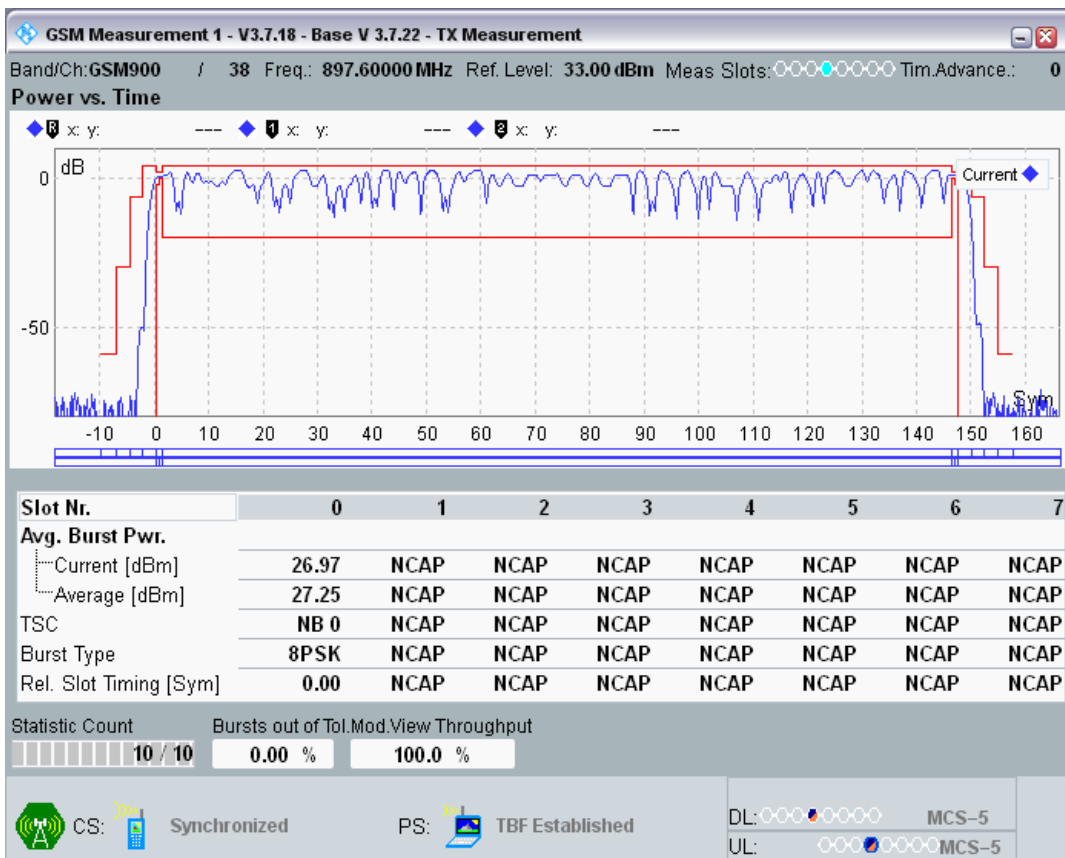 GSM Measurement 1 - V3.7.18 - Base V 3.7.22 - TX Measurement
Band/Ch:GSM900 / 38 Freq.: 897.60000 MHz Ref. Level: 33.00 dBm Meas Slots: Tim.Advance.: 0
Power vs. Time
R x: y: --- 1 x: y: --- 2 x: y: ---
dB
0
Current
-50
Sym
-10 0 10 20 30 40 50 60 70 80 90 100 110 120 130 140 150 160
Slot Nr. 0 1 2 3 4 5 6 7
Avg. Burst Pwr.
Current [dBm] 26.97 NCAP NCAP NCAP NCAP NCAP NCAP NCAP
Average [dBm] 27.25 NCAP NCAP NCAP NCAP NCAP NCAP NCAP
TSC NB 0 NCAP NCAP NCAP NCAP NCAP NCAP NCAP
Burst Type 8PSK NCAP NCAP NCAP NCAP NCAP NCAP NCAP
Rel. Slot Timing [Sym] 0.00 NCAP NCAP NCAP NCAP NCAP NCAP NCAP
Statistic Count Bursts out of Tol.Mod.View Throughput
10 / 10 0.00 % 100.0 %
CS: Synchronized PS: TBF Established DL: MCS-5
UL: MCS-5